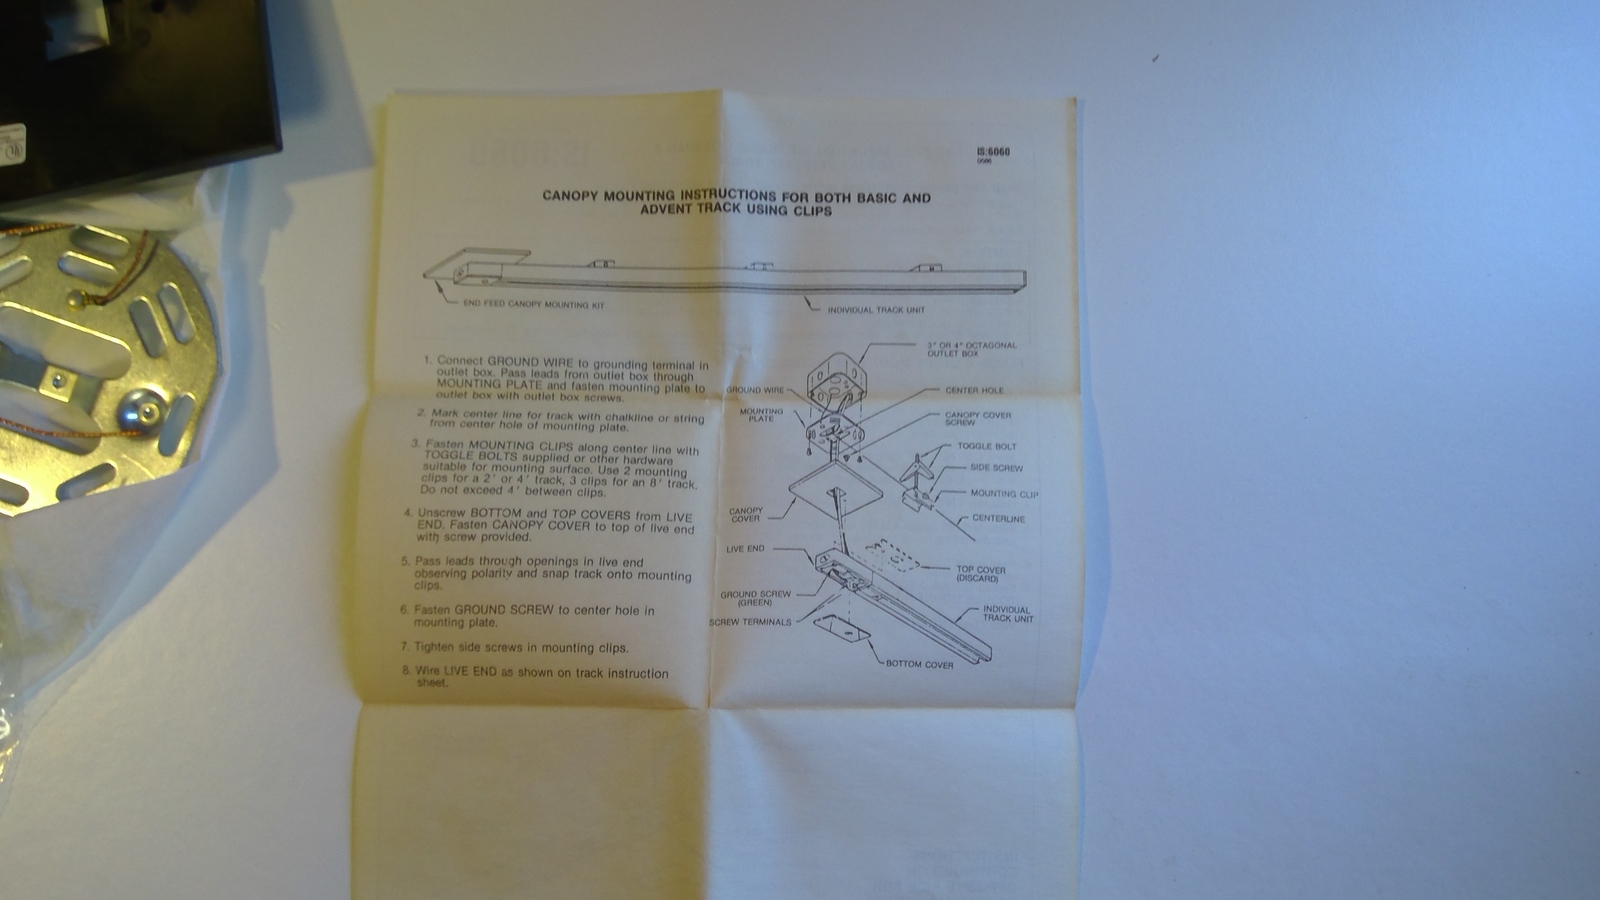 IS:6060
CANOPY MOUNTING INSTRUCTIONS FOR BOTH BASIC AND
ADVENT TRACK USING CLIPS
END FEED CANOPY MOUNTING KIT
INDIVIDUAL TRACK UNIT
1. Connect GROUND WIRE to grounding terminal in
outlet box. Pass leads from outlet box through
MOUNTING PLATE and fasten mounting plate to
outlet box with outlet box screws.
2. Mark center line for track with chalkline or string
from center hole of mounting plate.
3. Fasten MOUNTING CLIPS along center line with
TOGGLE BOLTS supplied or other hardware
suitable for mounting surface. Use 2 mounting
clips for a 2' or 4' track, 3 clips for an 8' track.
Do not exceed 4' between clips.
4. Unscrew BOTTOM and TOP COVERS from LIVE
END. Fasten CANOPY COVER to top of live end
with screw provided.
5. Pass leads through openings in live end
observing polarity and snap track onto mounting
clips.
6. Fasten GROUND SCREW to center hole in
mounting plate.
7. Tighten side screws in mounting clips.
8. Wire LIVE END as shown on track instruction
sheet.
3" OR 4" OCTAGONAL
OUTLET BOX
GROUND WIRE
CENTER HOLE
MOUNTING
PLATE
CANOPY COVER
SCREW
TOGGLE BOLT
SIDE SCREW
MOUNTING CLIP
CANOPY
COVER
CENTERLINE
LIVE END
TOP COVER
(DISCARD)
GROUND SCREW
(GREEN)
INDIVIDUAL
TRACK UNIT
SCREW TERMINALS
BOTTOM COVER